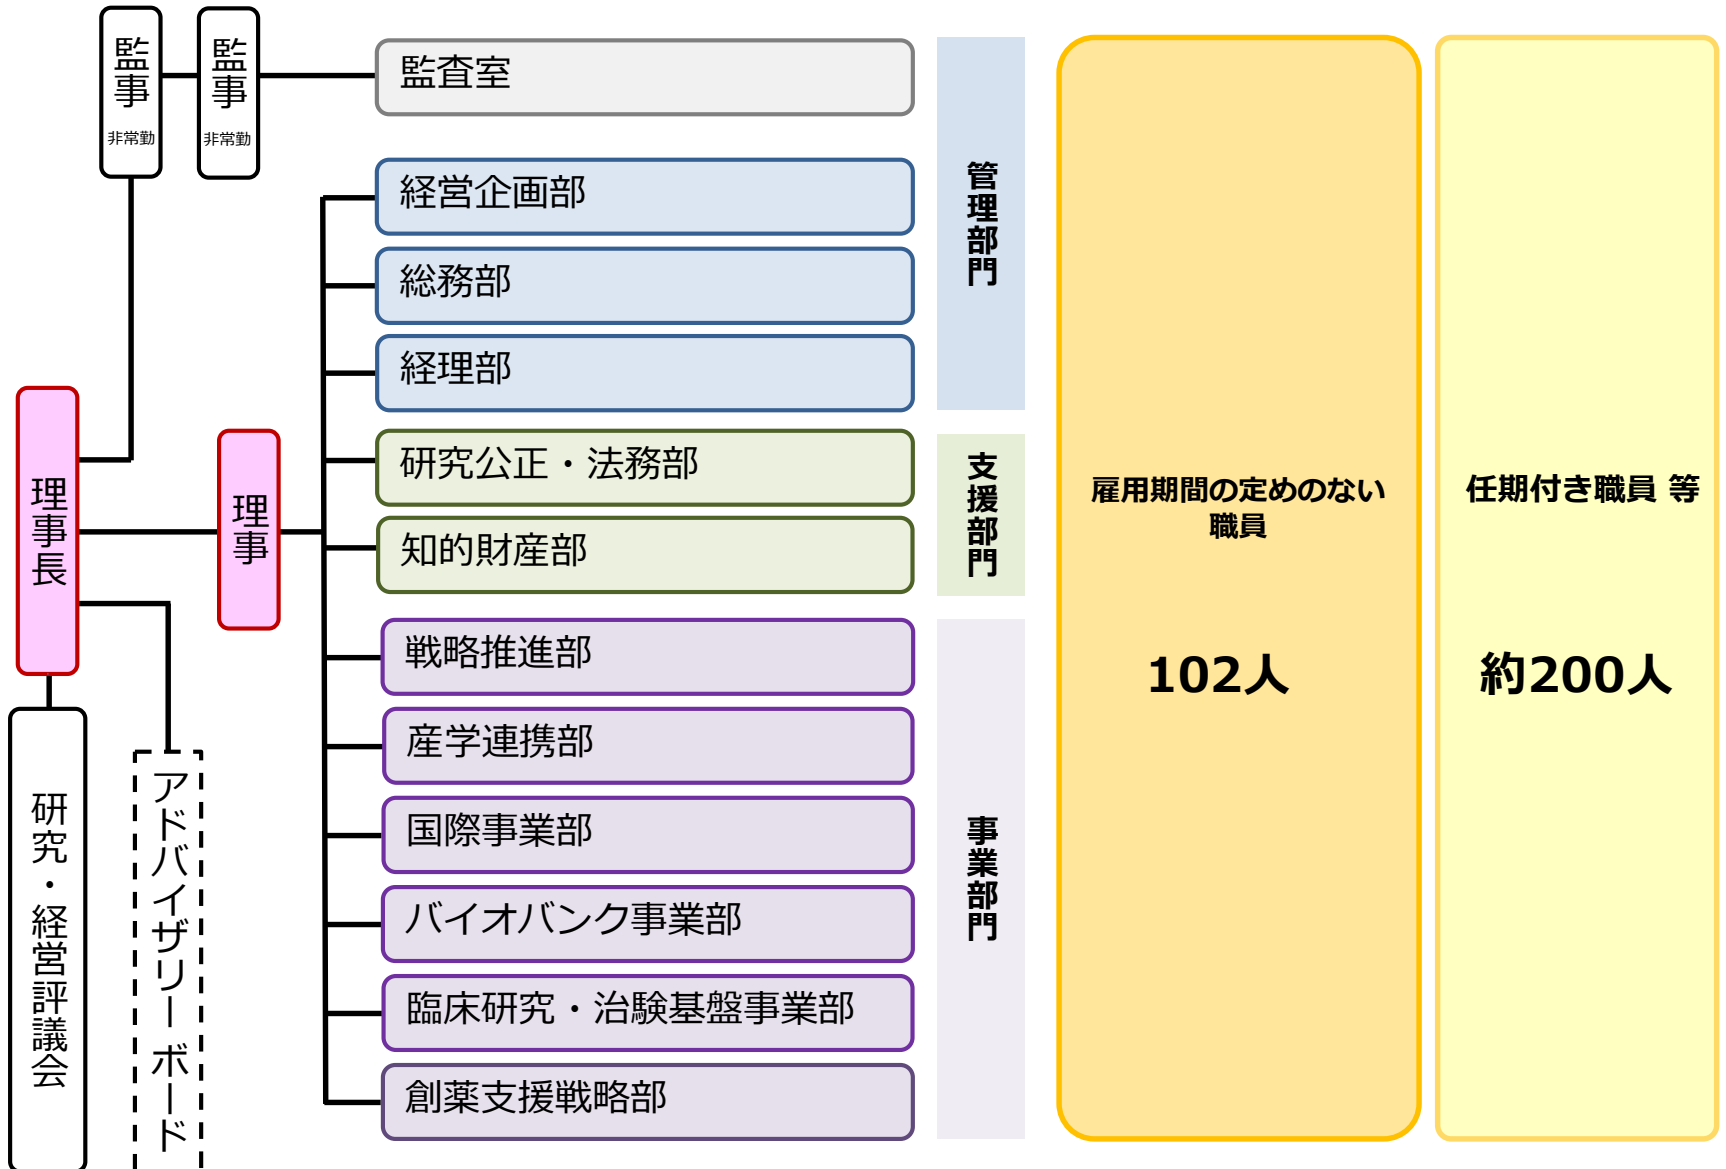 監事
非常勤
監事
非常勤
監査室
経営企画部
総務部
経理部
研究公正・法務部
知的財産部
戦略推進部
産学連携部
国際事業部
バイオバンク事業部
臨床研究・治験基盤事業部
創薬支援戦略部
理事長
理事
研究・経営評議会
アドバイザリー ボード
管理部門
支援部門
事業部門
雇用期間の定めのない
職員
102人
任期付き職員 等
約200人